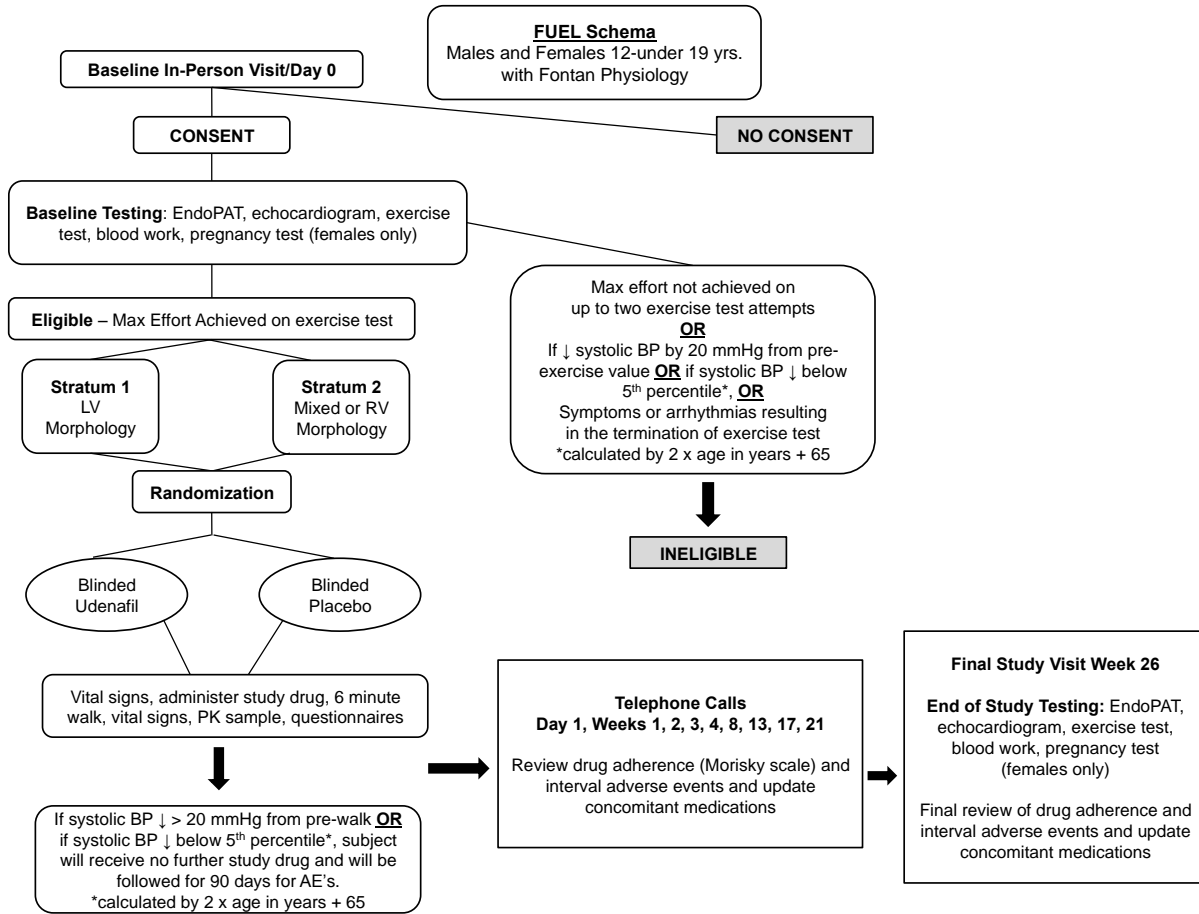 FUEL Schema
Males and Females 12-under 19 yrs.
with Fontan Physiology
Baseline In-Person Visit/Day 0
CONSENT
NO CONSENT
Baseline Testing: EndoPAT, echocardiogram, exercise
test, blood work, pregnancy test (females only)
Eligible – Max Effort Achieved on exercise test
Max effort not achieved on
up to two exercise test attempts
OR
If ↓ systolic BP by 20 mmHg from pre-
exercise value OR if systolic BP ↓ below
5th percentile*, OR
Symptoms or arrhythmias resulting
in the termination of exercise test
*calculated by 2 x age in years + 65
INELIGIBLE
Stratum 1
LV
Morphology
Stratum 2
Mixed or RV
Morphology
Randomization
Blinded
Udenafil
Blinded
Placebo
Vital signs, administer study drug, 6 minute
walk, vital signs, PK sample, questionnaires
If systolic BP ↓ > 20 mmHg from pre-walk OR
if systolic BP ↓ below 5th percentile*, subject
will receive no further study drug and will be
followed for 90 days for AE's.
*calculated by 2 x age in years + 65
Telephone Calls
Day 1, Weeks 1, 2, 3, 4, 8, 13, 17, 21
Review drug adherence (Morisky scale) and
interval adverse events and update
concomitant medications
Final Study Visit Week 26
End of Study Testing: EndoPAT,
echocardiogram, exercise test,
blood work, pregnancy test
(females only)
Final review of drug adherence and
interval adverse events and update
concomitant medications